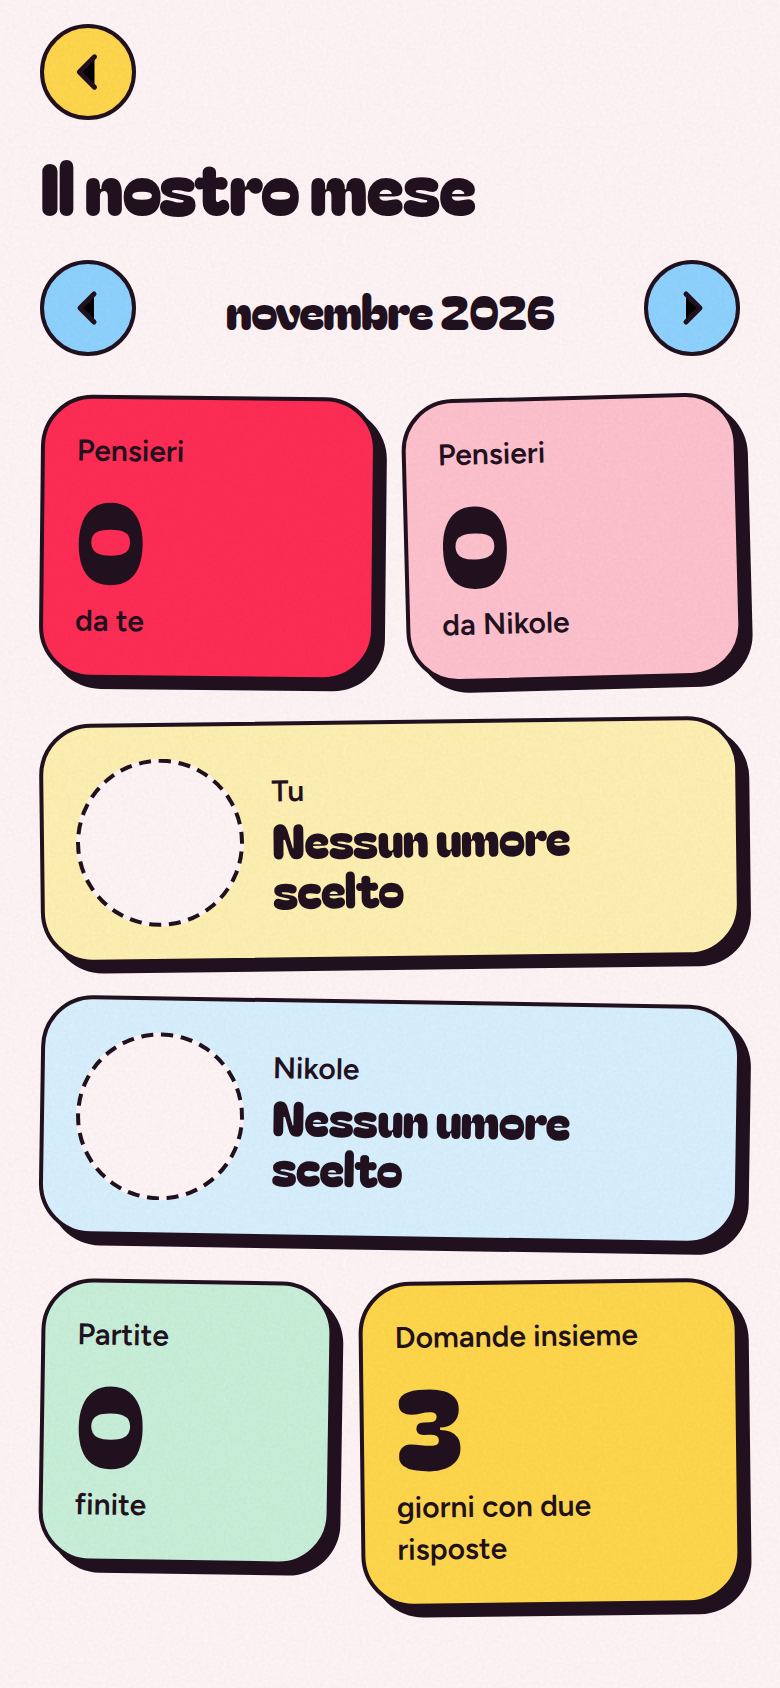 Il nostro mese
novembre 2026
Pensieri
0
da te
Pensieri
0
da Nikole
Tu
Nessun umore
scelto
Nikole
Nessun umore
scelto
Partite
0
finite
Domande insieme
3
giorni con due
risposte